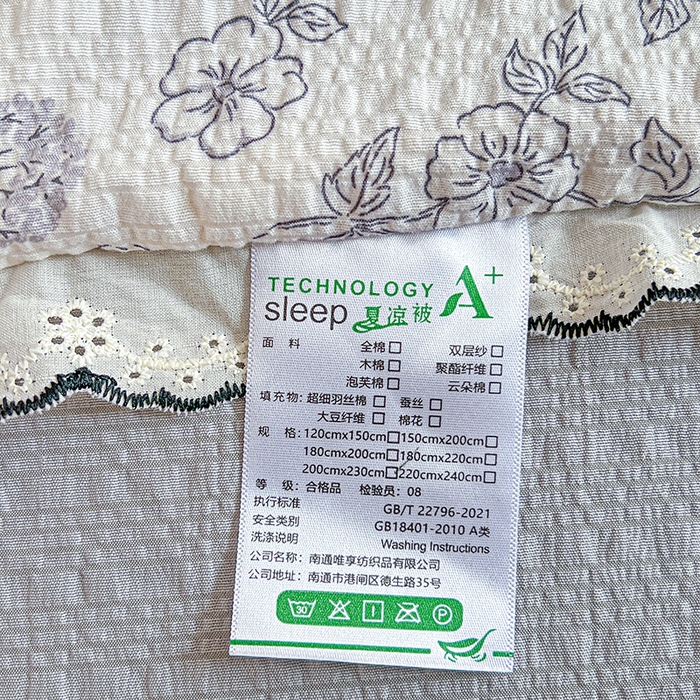 TECHNOLOGY A+
sleep 夏凉被
面 料 全棉□ 双层纱□
木棉□ 聚酯纤维□
泡芙棉□ 云朵棉□
填充物: 超细羽丝棉□ 蚕丝□
大豆纤维□ 棉花□
规 格: 120cmx150cm□150cmx200cm□
180cmx200cm□180cmx220cm□
200cmx230cm□220cmx240cm□
等 级: 合格品 检验员: 08
执行标准 GB/T 22796-2021
安全类别 GB18401-2010 A类
洗涤说明 Washing Instructions
公司名称: 南通唯享纺织品有限公司
公司地址: 南通市港闸区德生路35号
30 P